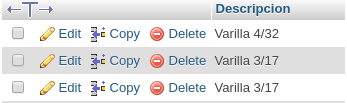 Descripcion
Edit Copy Delete Varilla 4/32
Edit Copy Delete Varilla 3/17
Edit Copy Delete Varilla 3/17